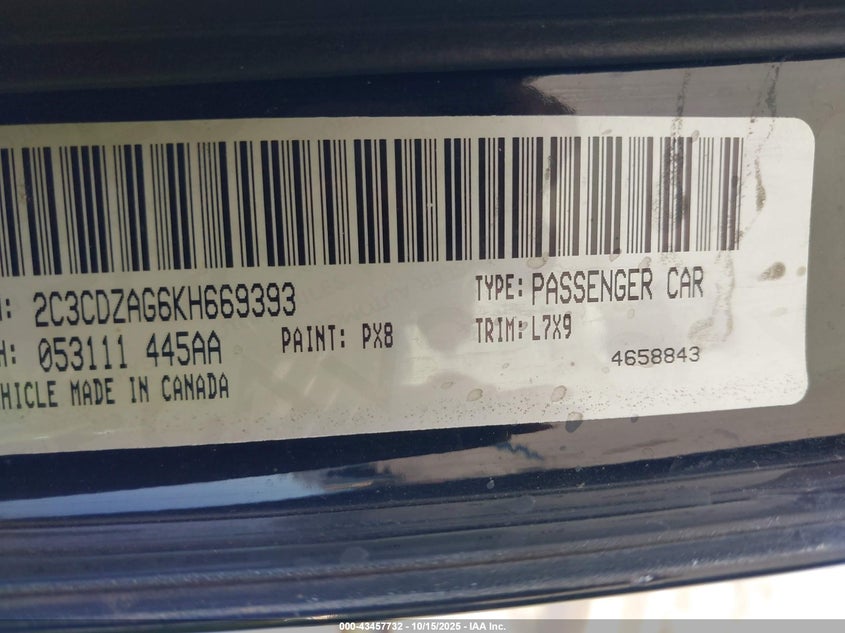 N: 2C3CDZAG6KH669393 TYPE: PASSENGER CAR
H: 053111 445AA PAINT: PX8 TRIM: L7X9
HICLE MADE IN CANADA 4658843
000-43457732 - 10/15/2025 - IAA Inc.